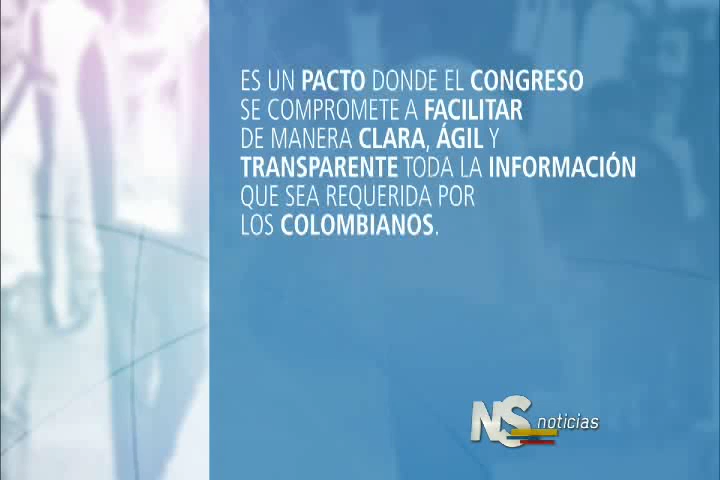 ES UN PACTO DONDE EL CONGRESO
SE COMPROMETE A FACILITAR
DE MANERA CLARA, ÁGIL Y
TRANSPARENTE TODA LA INFORMACIÓN
QUE SEA REQUERIDA POR
LOS COLOMBIANOS.
NS noticias